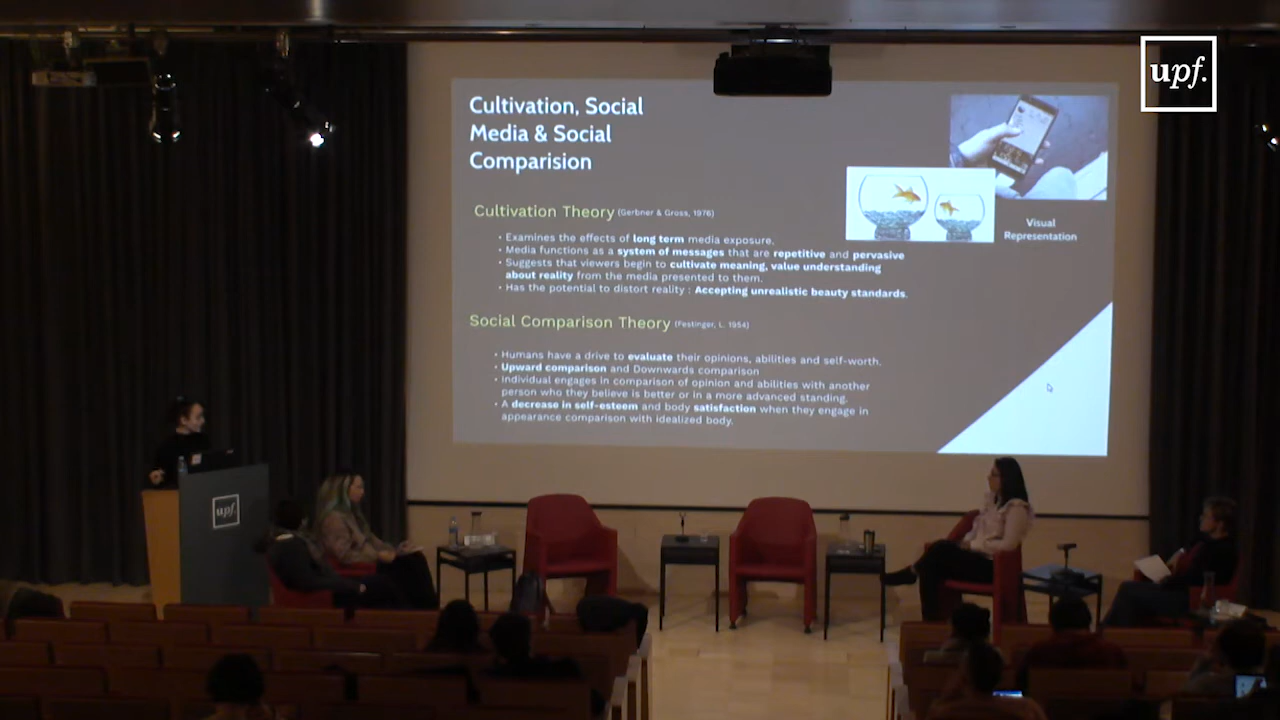 upf.
Cultivation, Social
Media & Social
Comparision
Cultivation Theory (Gerbner & Gross, 1976)
• Examines the effects of long term media exposure,
• Media functions as a system of messages that are repetitive and pervasive
• Suggests that viewers begin to cultivate meaning, value understanding
about reality from the media presented to them.
• Has the potential to distort reality : Accepting unrealistic beauty standards.
Visual
Representation
Social Comparison Theory (Festinger, L. 1954)
• Humans have a drive to evaluate their opinions, abilities and self-worth.
• Upward comparison and Downwards comparison
• Individual engages in comparison of opinion and abilities with another
person who they believe is better or in a more advanced standing.
• A decrease in self-esteem and body satisfaction when they engage in
appearance comparison with idealized body.
upf.